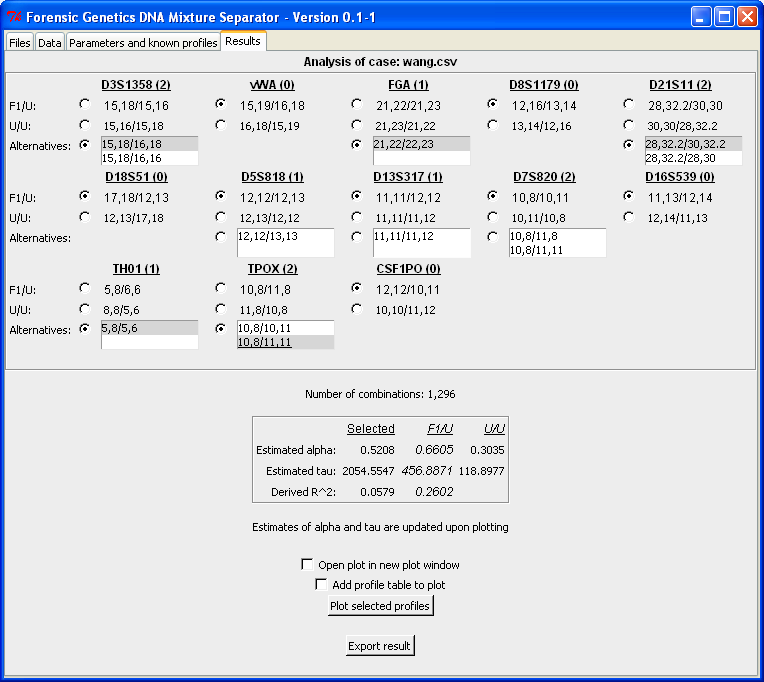 Forensic Genetics DNA Mixture Separator - Version 0.1-1
Files Data Parameters and known profiles Results
Analysis of case: wang.csv
D3S1358 (2) vWA (0) FGA (1) D8S1179 (0) D21S11 (2)
F1/U: 15,18/15,16 15,19/16,18 21,22/21,23 12,16/13,14 28,32.2/30,30
U/U: 15,16/15,18 16,18/15,19 21,23/21,22 13,14/12,16 30,30/28,32.2
Alternatives: 15,18/16,18 21,22/22,23 28,32.2/30,32.2
15,18/16,16 28,32.2/28,30
D18S51 (0) D5S818 (1) D13S317 (1) D7S820 (2) D16S539 (0)
F1/U: 17,18/12,13 12,12/12,13 11,11/12,12 10,8/10,11 11,13/12,14
U/U: 12,13/17,18 12,13/12,12 11,11/11,12 10,11/10,8 12,14/11,13
Alternatives: 12,12/13,13 11,11/11,12 10,8/11,8
10,8/11,11
TH01 (1) TPOX (2) CSF1PO (0)
F1/U: 5,8/6,6 10,8/11,8 12,12/10,11
U/U: 8,8/5,6 11,8/10,8 10,10/11,12
Alternatives: 5,8/5,6 10,8/10,11
10,8/11,11
Number of combinations: 1,296
Selected F1/U U/U
Estimated alpha: 0.5208 0.6605 0.3035
Estimated tau: 2054.5547 456.8871 118.8977
Derived R^2: 0.0579 0.2602
Estimates of alpha and tau are updated upon plotting
Open plot in new plot window
Add profile table to plot
Plot selected profiles
Export result